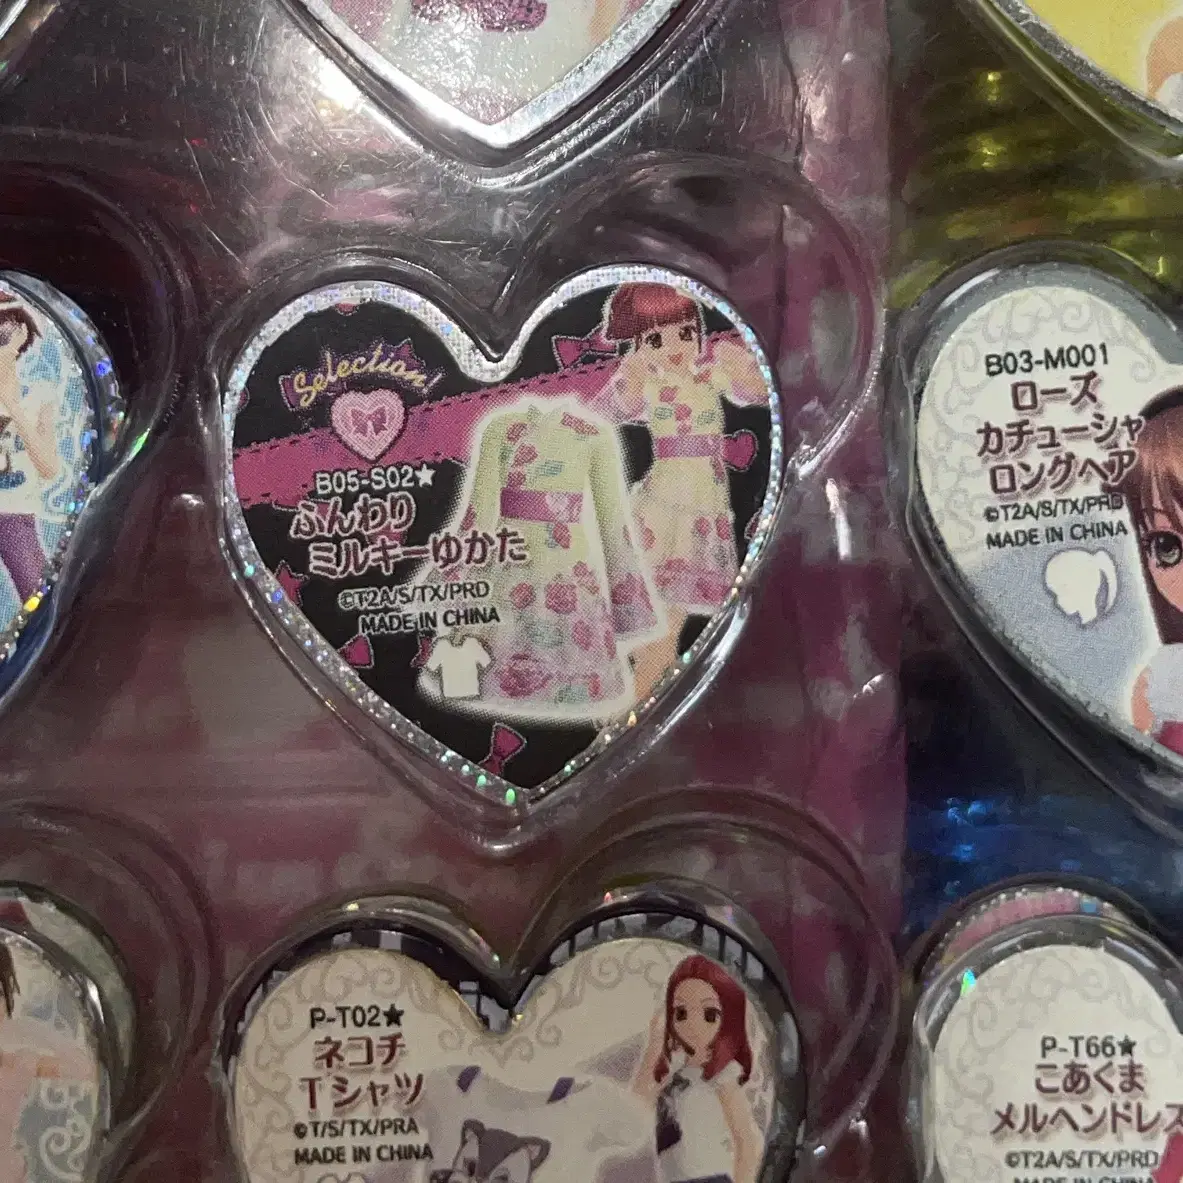 Selection!
B05-S02★
ふんわり
ミルキーゆかた
©T2A/S/TX/PRD
MADE IN CHINA
B03-M001
ローズ
カチューシャ
ロングヘア
©T2A/S/TX/PRD
MADE IN CHINA
P-T02★
ネコチ
Tシャツ
©T/S/TX/PRA
MADE IN CHINA
P-T66★
こあくま
メルヘンドレス
©T2A/S/TX/PRD
MADE IN CHINA